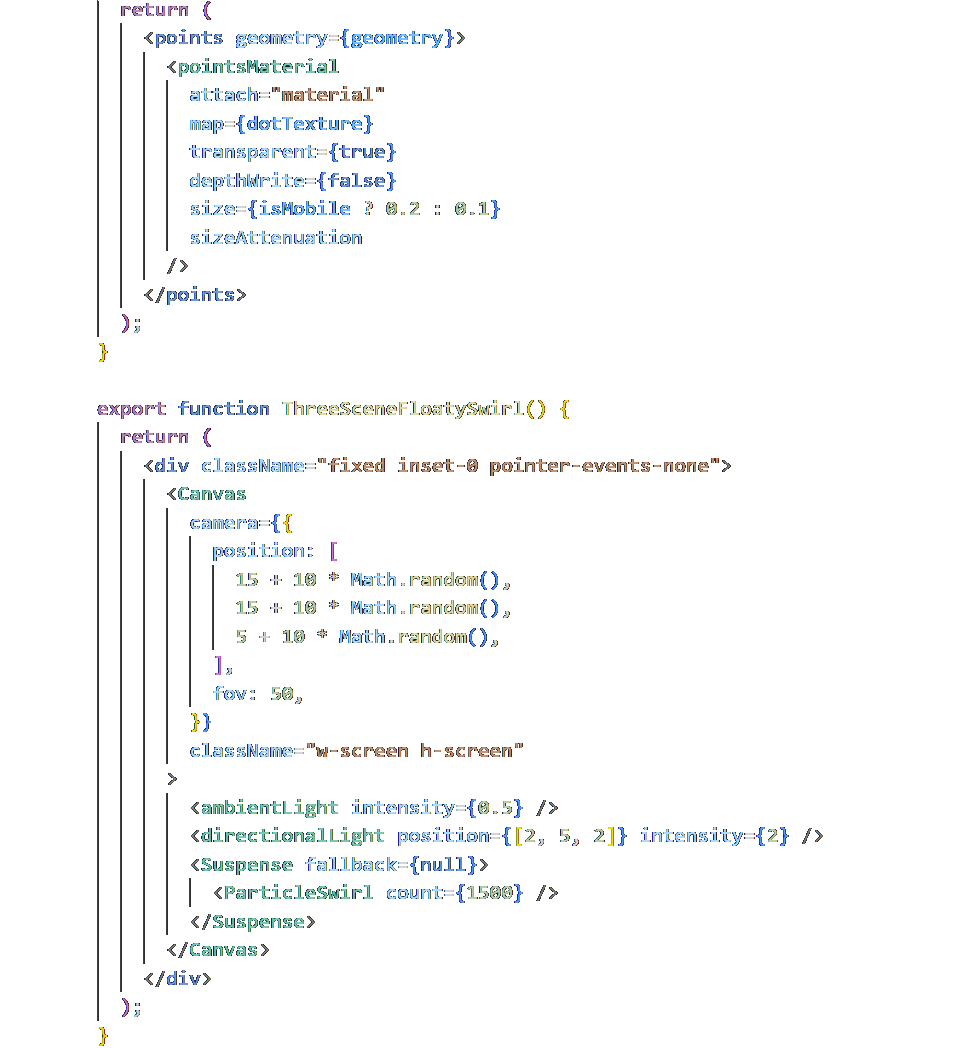 return (
<points geometry={geometry}>
<pointsMaterial
attach="material"
map={dotTexture}
transparent={true}
depthWrite={false}
size={isMobile ? 0.2 : 0.1}
sizeAttenuation
/>
</points>
);
}
export function ThreeSceneFloatySwirl() {
return (
<div className="fixed inset-0 pointer-events-none">
<Canvas
camera={{
position: [
15 + 10 * Math.random(),
15 + 10 * Math.random(),
5 + 10 * Math.random(),
],
fov: 50,
}}
className="w-screen h-screen"
>
<ambientLight intensity={0.5} />
<directionalLight position={[2, 5, 2]} intensity={2} />
<Suspense fallback={null}>
<ParticleSwirl count={1500} />
</Suspense>
</Canvas>
</div>
);
}